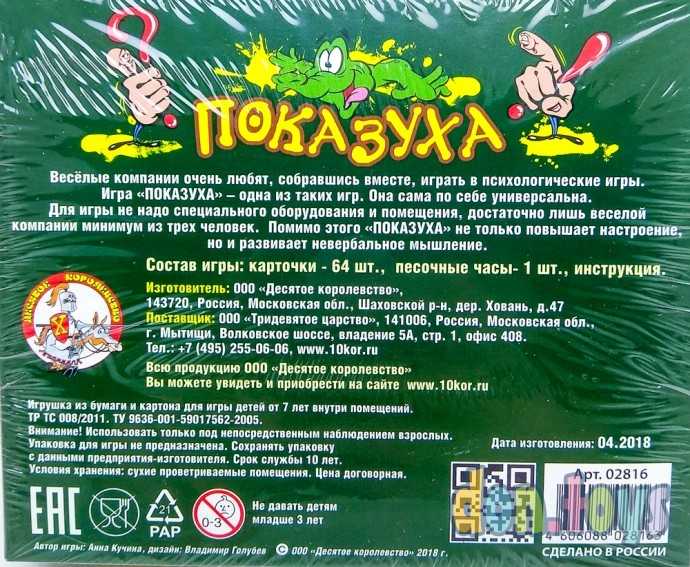 ?
!
ПОКАЗУХА
Весёлые компании очень любят, собравшись вместе, играть в психологические игры.
Игра «ПОКАЗУХА» – одна из таких игр. Она сама по себе универсальна.
Для игры не надо специального оборудования и помещения, достаточно лишь веселой
компании минимум из трех человек. Помимо этого «ПОКАЗУХА» не только повышает настроение,
но и развивает невербальное мышление.
Состав игры: карточки - 64 шт., песочные часы- 1 шт., инструкция.
ДЕСЯТОЕ КОРОЛЕВСТВО
Изготовитель: ООО «Десятое королевство»,
143720, Россия, Московская обл., Шаховской р-н, дер. Ховань, д.47
Поставщик: ООО «Тридевятое царство», 141006, Россия, Московская обл.,
г. Мытищи, Волковское шоссе, владение 5А, стр. 1, офис 408.
Тел.: +7 (495) 255-06-06, www.10kor.ru
Всю продукцию ООО «Десятое королевство»
Вы можете увидеть и приобрести на сайте www.10kor.ru
Игрушка из бумаги и картона для игры детей от 7 лет внутри помещений.
ТР ТС 008/2011. ТУ 9636-001-59017562-2005.
Внимание! Использовать только под непосредственным наблюдением взрослых.
Упаковка для игры не предназначена. Сохранять упаковку
с данными предприятия-изготовителя. Срок службы 10 лет.
Условия хранения: сухие проветриваемые помещения. Цена договорная.
Дата изготовления: 04.2018
Арт. 02816
EAC
21
PAP
0-3
Не давать детям
младше 3 лет
4 606088 028163
СДЕЛАНО В РОССИИ
Автор игры: Анна Кучина, дизайн: Владимир Голубев © ООО «Десятое королевство» 2018 г.